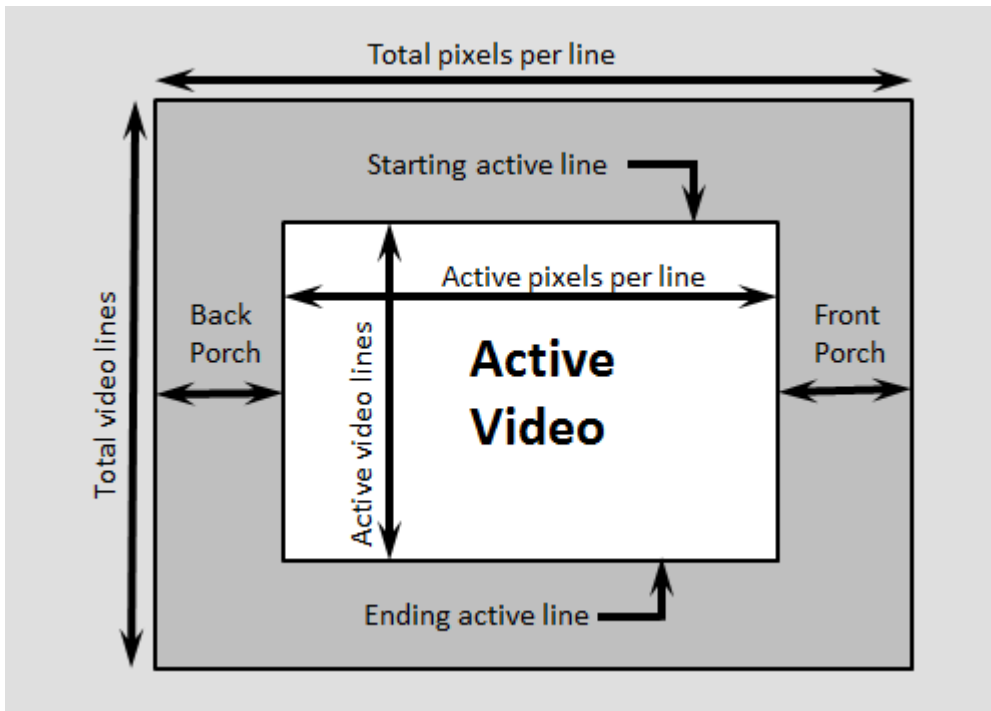 Total pixels per line
Starting active line
Active pixels per line
Back
Porch
Front
Porch
Total video lines
Active video lines
Active
Video
Ending active line